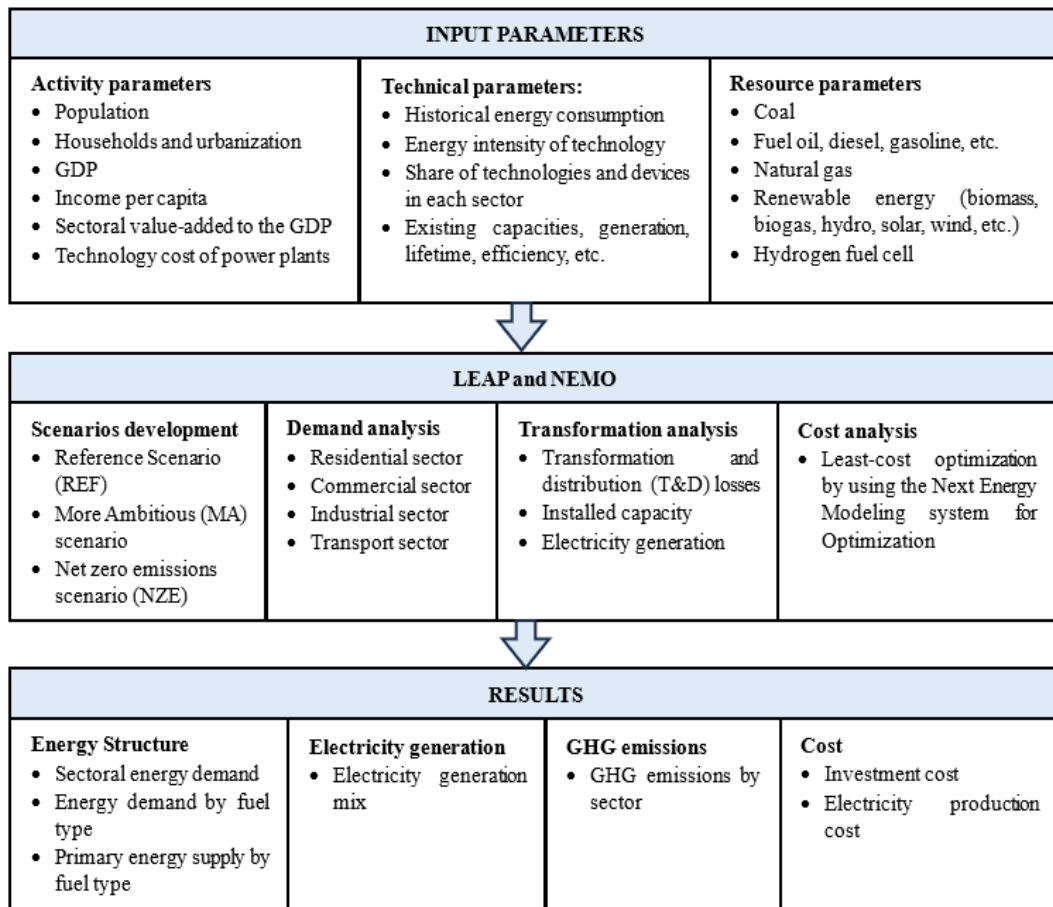 INPUT PARAMETERS
Activity parameters
• Population
• Households and urbanization
• GDP
• Income per capita
• Sectoral value-added to the GDP
• Technology cost of power plants
Technical parameters:
• Historical energy consumption
• Energy intensity of technology
• Share of technologies and devices
in each sector
• Existing capacities, generation,
lifetime, efficiency, etc.
Resource parameters
• Coal
• Fuel oil, diesel, gasoline, etc.
• Natural gas
• Renewable energy (biomass,
biogas, hydro, solar, wind, etc.)
• Hydrogen fuel cell
LEAP and NEMO
Scenarios development
• Reference Scenario
(REF)
• More Ambitious (MA)
scenario
• Net zero emissions
scenario (NZE)
Demand analysis
• Residential sector
• Commercial sector
• Industrial sector
• Transport sector
Transformation analysis
• Transformation and
distribution (T&D) losses
• Installed capacity
• Electricity generation
Cost analysis
• Least-cost optimization
by using the Next Energy
Modeling system for
Optimization
RESULTS
Energy Structure
• Sectoral energy demand
• Energy demand by fuel
type
• Primary energy supply by
fuel type
Electricity generation
• Electricity generation
mix
GHG emissions
• GHG emissions by
sector
Cost
• Investment cost
• Electricity production
cost